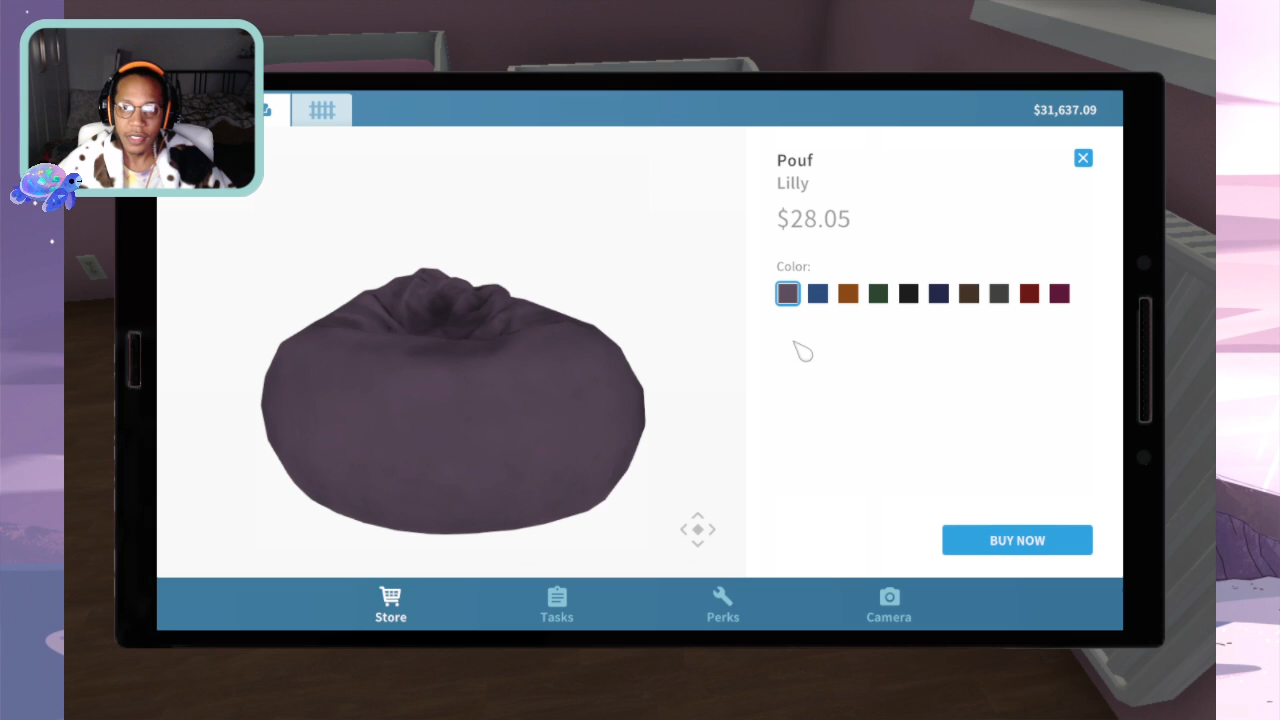 $31,637.09
Pouf
Lilly
$28.05
Color:
BUY NOW
Store
Tasks
Perks
Camera